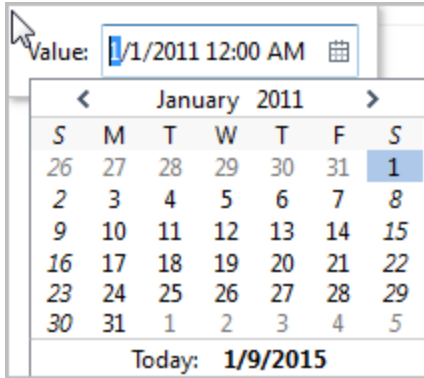 Value: 1/1/2011 12:00 AM
January 2011
S M T W T F S
26 27 28 29 30 31 1
2 3 4 5 6 7 8
9 10 11 12 13 14 15
16 17 18 19 20 21 22
23 24 25 26 27 28 29
30 31 1 2 3 4 5
Today: 1/9/2015